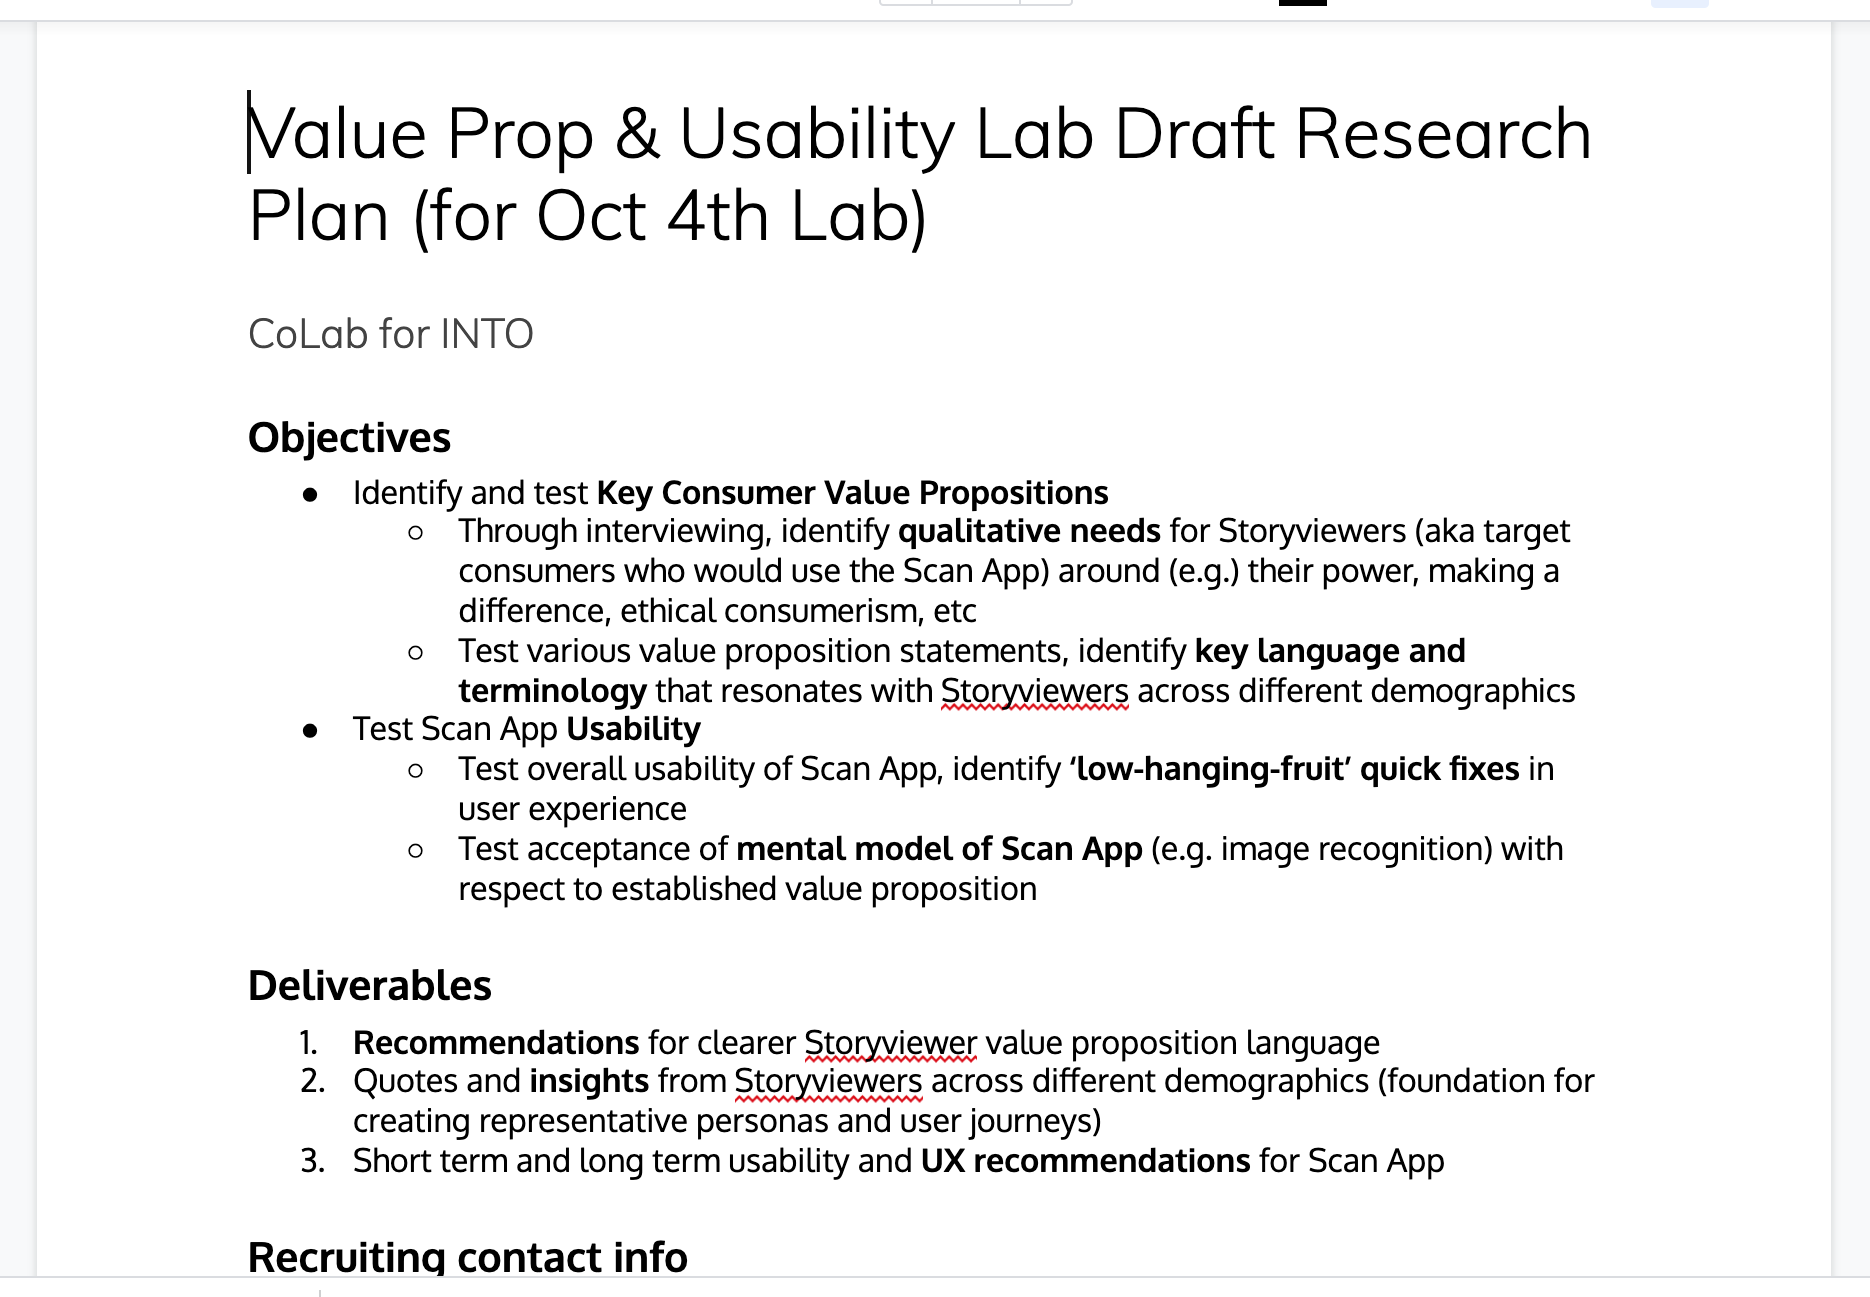 Value Prop & Usability Lab Draft Research
Plan (for Oct 4th Lab)
CoLab for INTO
Objectives
● Identify and test Key Consumer Value Propositions
○ Through interviewing, identify qualitative needs for Storyviewers (aka target
consumers who would use the Scan App) around (e.g.) their power, making a
difference, ethical consumerism, etc
○ Test various value proposition statements, identify key language and
terminology that resonates with Storyviewers across different demographics
● Test Scan App Usability
○ Test overall usability of Scan App, identify ‘low-hanging-fruit’ quick fixes in
user experience
○ Test acceptance of mental model of Scan App (e.g. image recognition) with
respect to established value proposition
Deliverables
1. Recommendations for clearer Storyviewer value proposition language
2. Quotes and insights from Storyviewers across different demographics (foundation for
creating representative personas and user journeys)
3. Short term and long term usability and UX recommendations for Scan App
Recruiting contact info